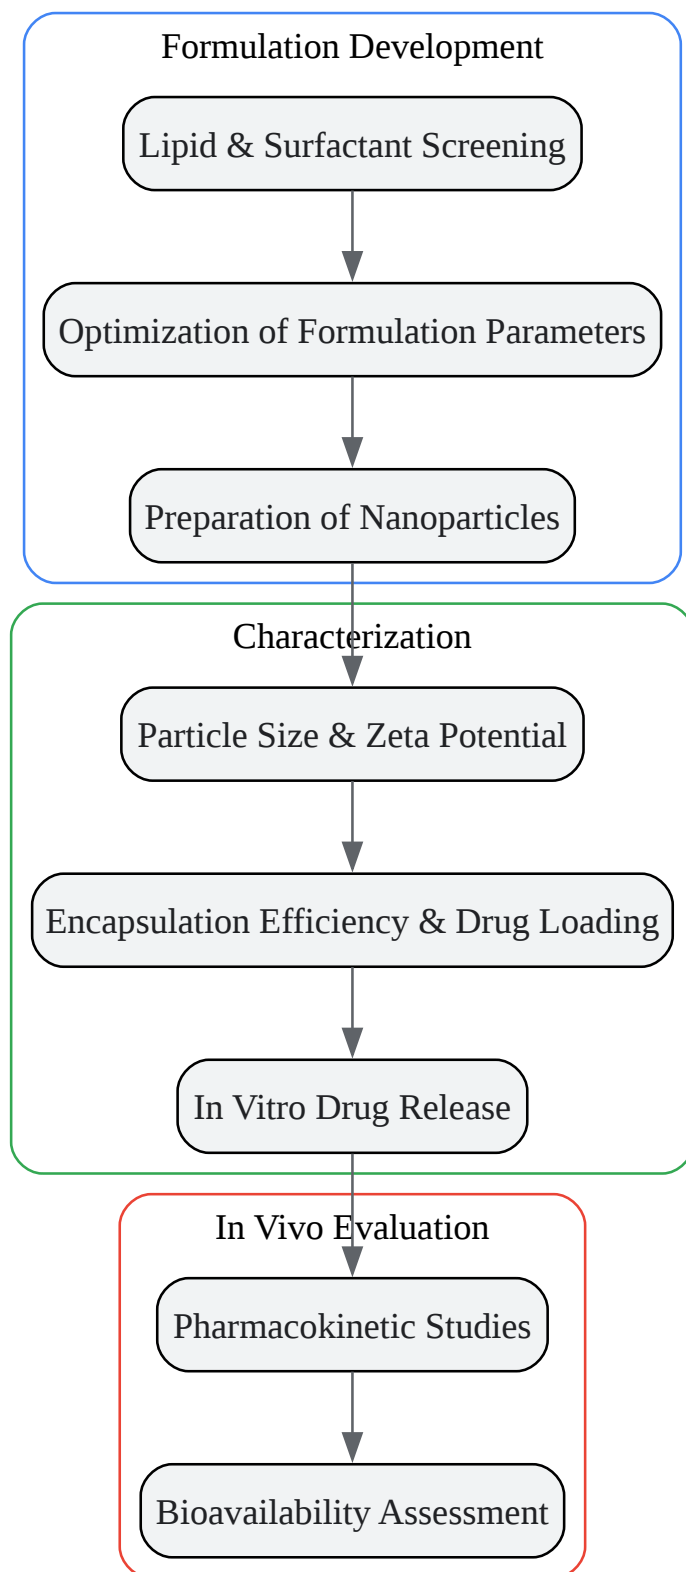 Formulation Development
Lipid & Surfactant Screening
Optimization of Formulation Parameters
Preparation of Nanoparticles
Characterization
Particle Size & Zeta Potential
Encapsulation Efficiency & Drug Loading
In Vitro Drug Release
In Vivo Evaluation
Pharmacokinetic Studies
Bioavailability Assessment